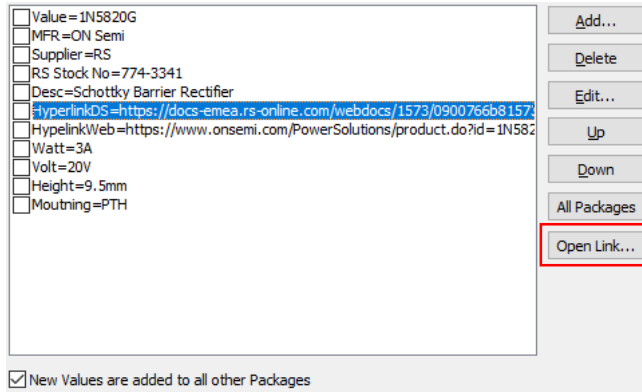 Value=1N5820G
MFR=ON Semi
Supplier=RS
RS Stock No=774-3341
Desc=Schottky Barrier Rectifier
HyperlinkDS=https://docs-emea.rs-online.com/webdocs/1573/0900766b8157
HypelinkWeb=https://www.onsemi.com/PowerSolutions/product.do?id=1N582
Watt=3A
Volt=20V
Height=9.5mm
Moutning=PTH
Add...
Delete
Edit...
Up
Down
All Packages
Open Link...
New Values are added to all other Packages